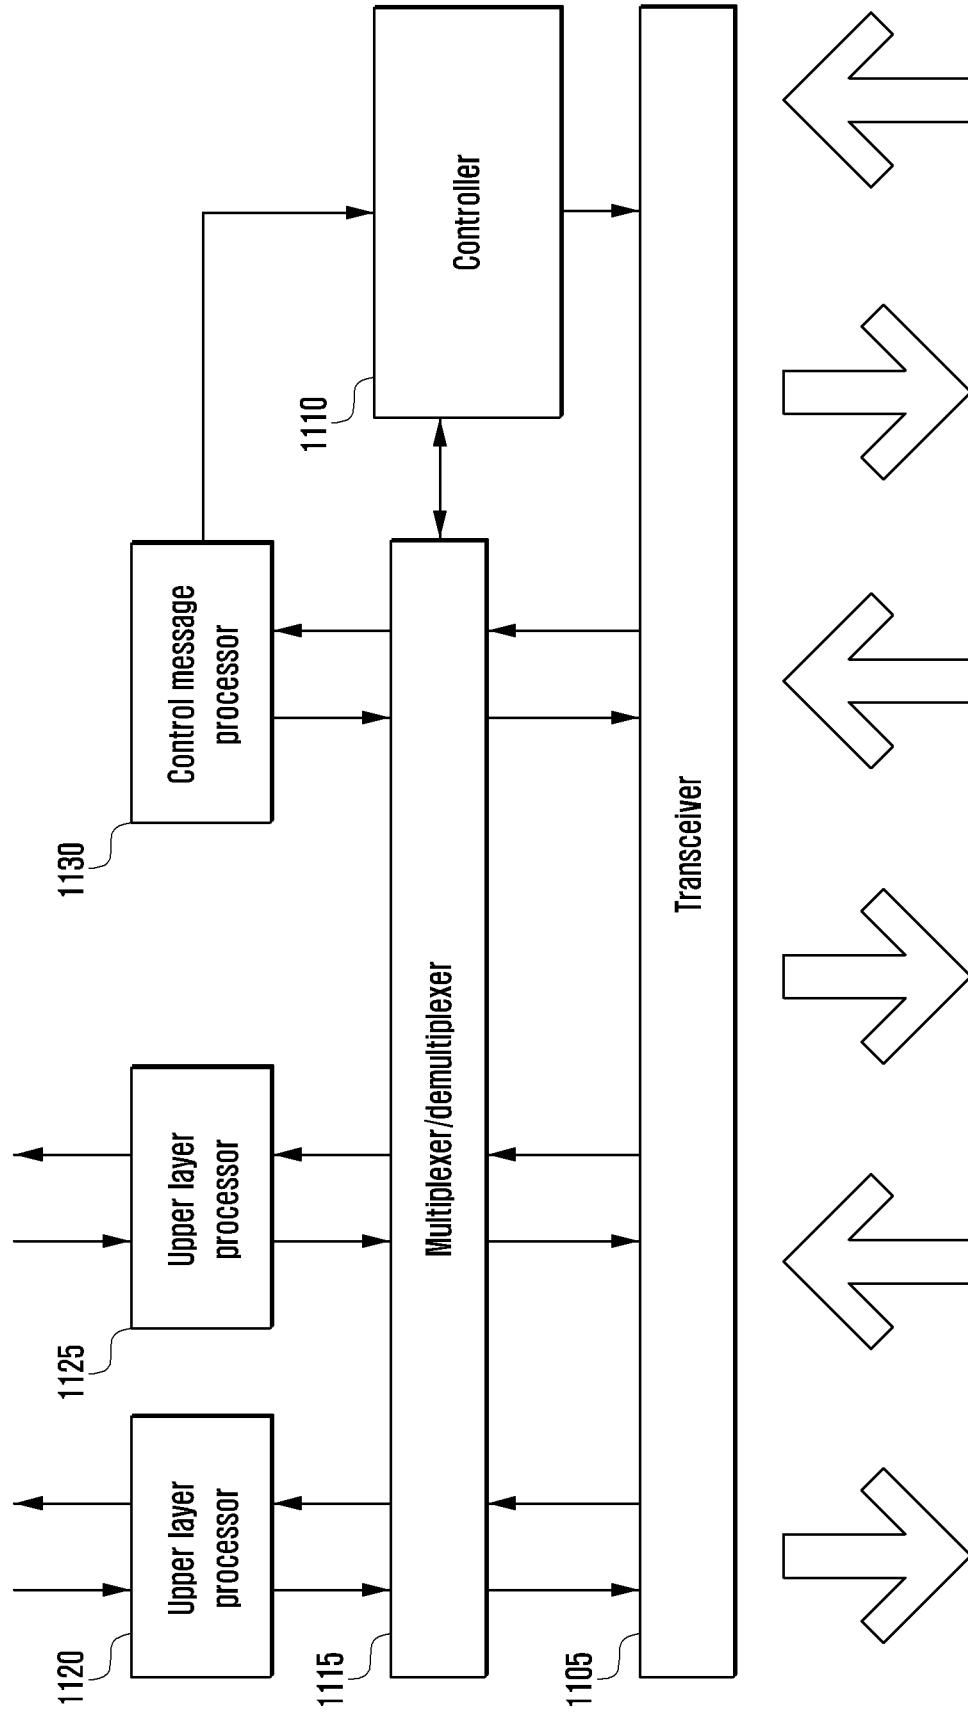 1120
Upper layer
processor
1125
Upper layer
processor
1130
Control message
processor
1115
Multiplexer/demultiplexer
1110
Controller
1105
Transceiver